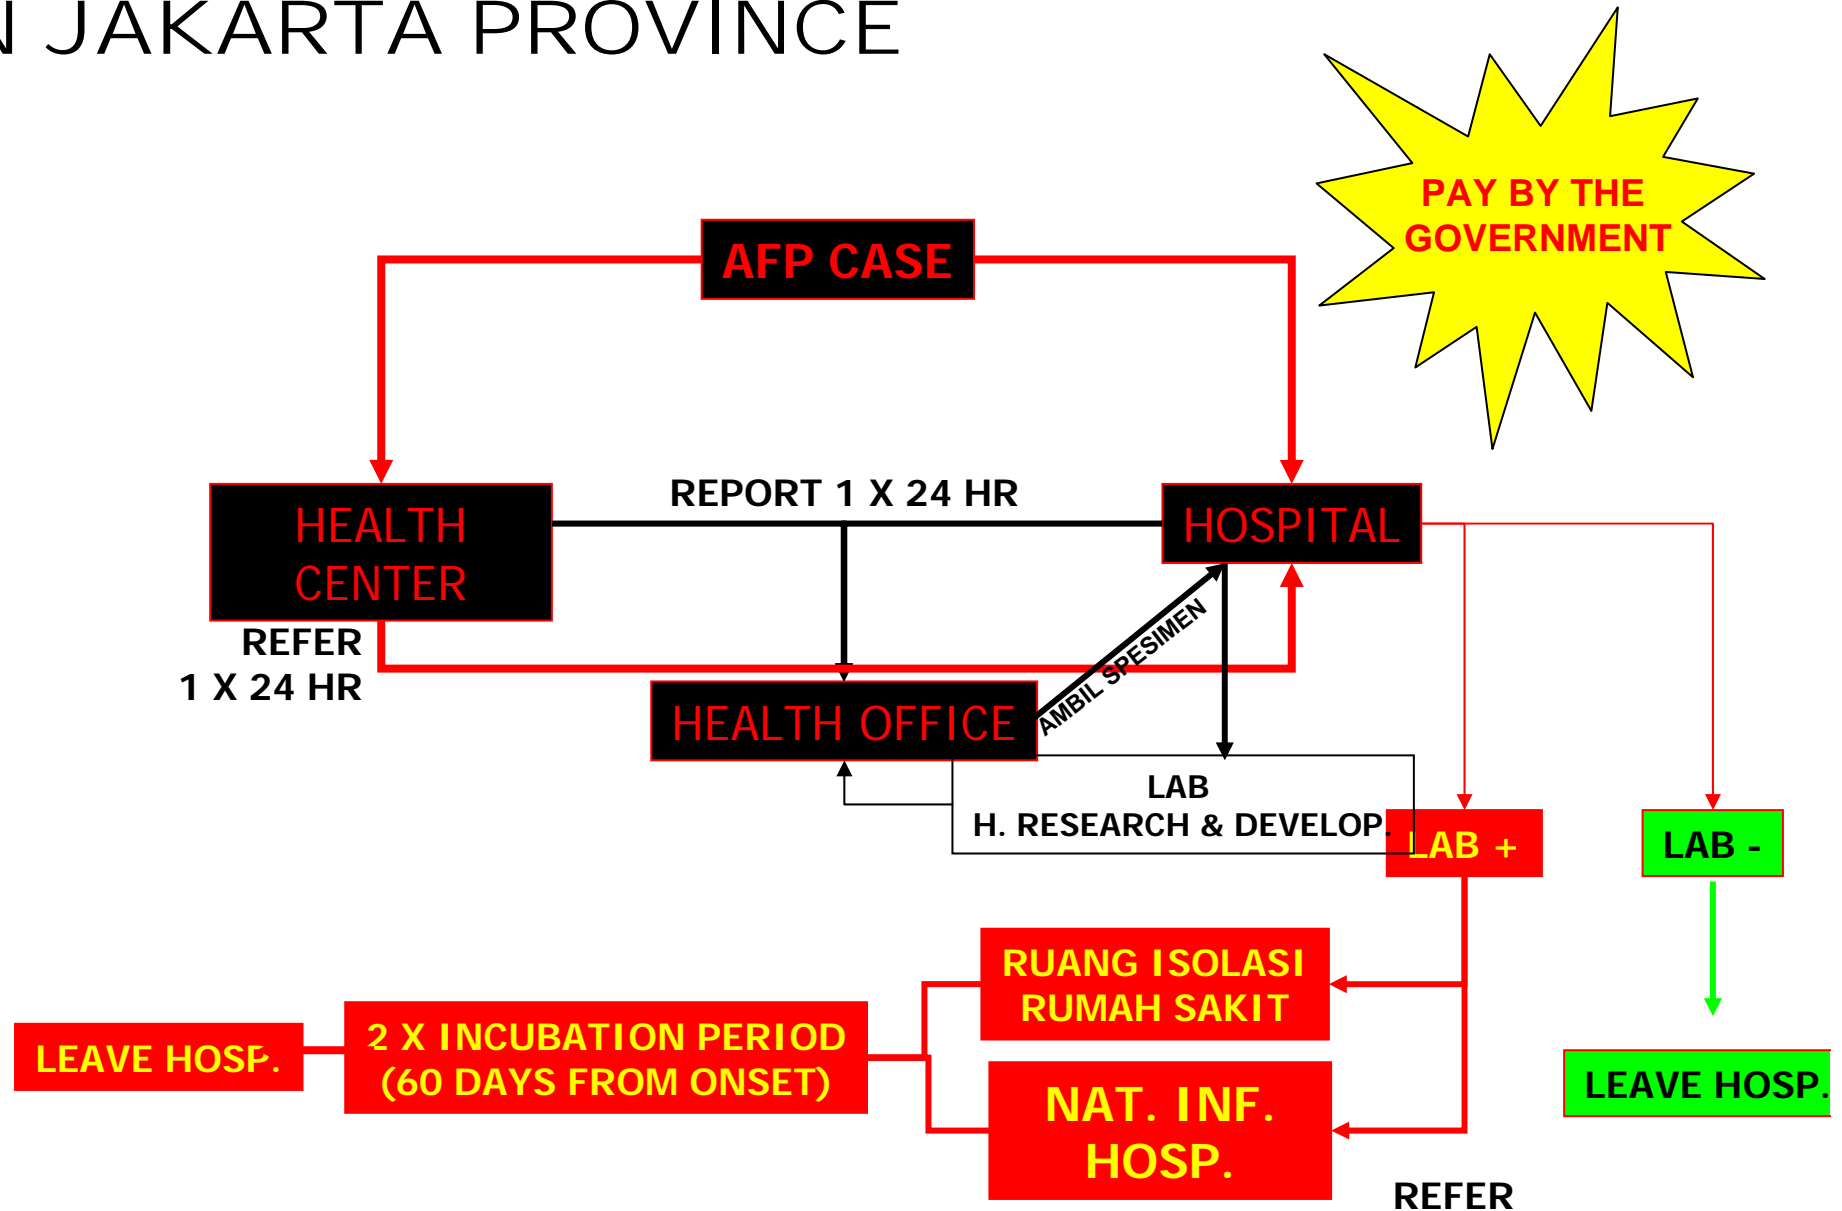 N JAKARTA PROVINCE
PAY BY THE
GOVERNMENT
AFP CASE
HEALTH
CENTER
REPORT 1 X 24 HR
HOSPITAL
REFER
1 X 24 HR
AMBIL SPESIMEN
HEALTH OFFICE
LAB
H. RESEARCH & DEVELOP.
LAB +
LAB -
RUANG ISOLASI
RUMAH SAKIT
2 X INCUBATION PERIOD
(60 DAYS FROM ONSET)
LEAVE HOSP.
NAT. INF.
HOSP.
LEAVE HOSP.
REFER